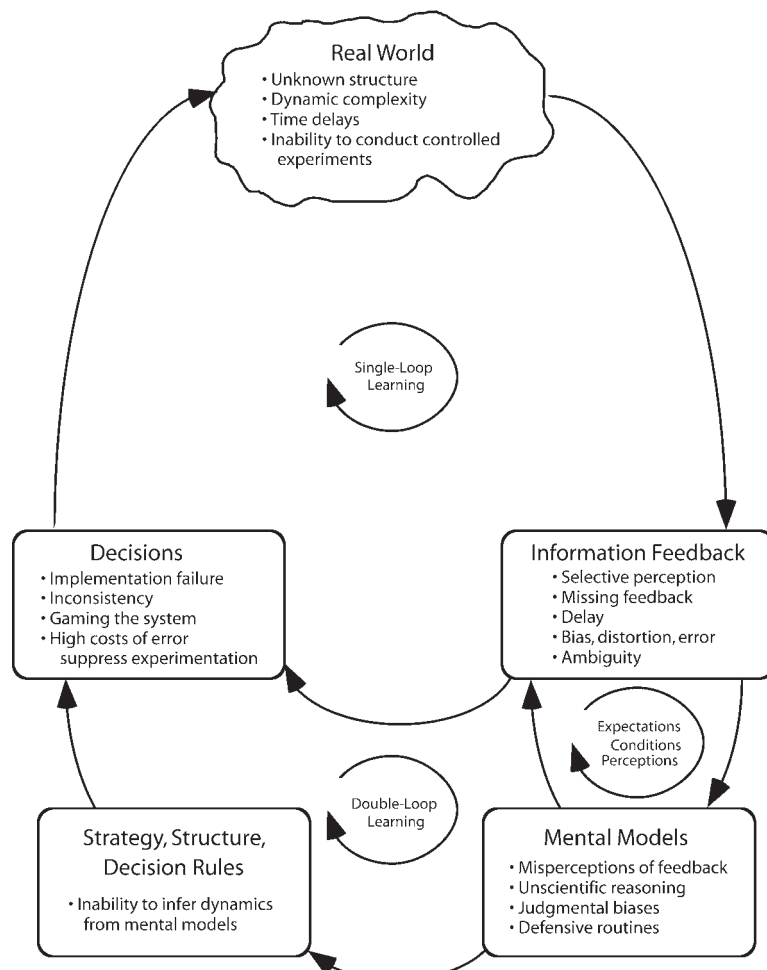 Real World
• Unknown structure
• Dynamic complexity
• Time delays
• Inability to conduct controlled
experiments
Single-Loop
Learning
Decisions
• Implementation failure
• Inconsistency
• Gaming the system
• High costs of error
suppress experimentation
Information Feedback
• Selective perception
• Missing feedback
• Delay
• Bias, distortion, error
• Ambiguity
Expectations
Conditions
Perceptions
Double-Loop
Learning
Strategy, Structure,
Decision Rules
• Inability to infer dynamics
from mental models
Mental Models
• Misperceptions of feedback
• Unscientific reasoning
• Judgmental biases
• Defensive routines